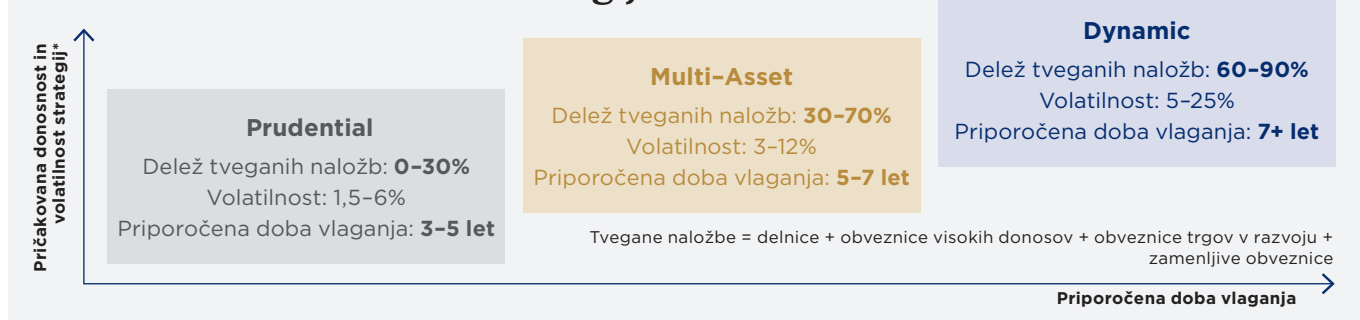 Pričakovana donosnost in
volatilnost strategij*
Prudential
Delež tveganih naložb: 0–30%
Volatilnost: 1,5–6%
Priporočena doba vlaganja: 3–5 let
Multi–Asset
Delež tveganih naložb: 30–70%
Volatilnost: 3–12%
Priporočena doba vlaganja: 5–7 let
Dynamic
Delež tveganih naložb: 60–90%
Volatilnost: 5–25%
Priporočena doba vlaganja: 7+ let
Tvegane naložbe = delnice + obveznice visokih donosov + obveznice trgov v razvoju +
zamenljive obveznice
Priporočena doba vlaganja